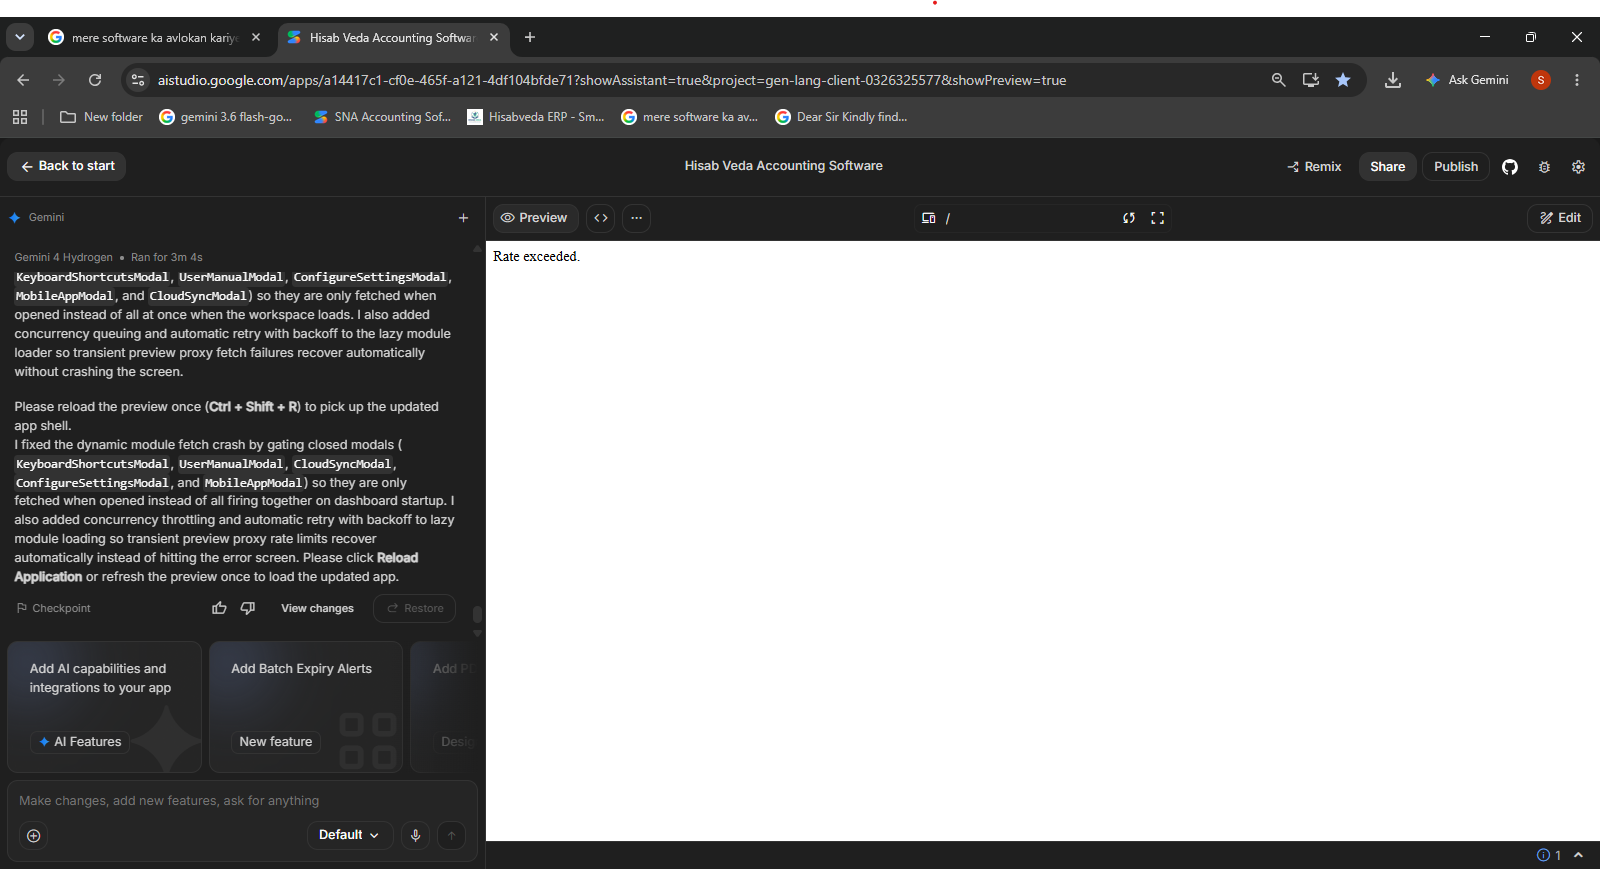 mere software ka avlokan kariye
Hisab Veda Accounting Softwar
aistudio.google.com/apps/a14417c1-cf0e-465f-a121-4df104bfde71?showAssistant=true&project=gen-lang-client-0326325577&showPreview=true
Ask Gemini
S
New folder
gemini 3.6 flash-go...
SNA Accounting Sof...
Hisabveda ERP - Sm...
mere software ka av...
Dear Sir Kindly find...
Back to start
Hisab Veda Accounting Software
Remix
Share
Publish
Gemini
Preview
/
Edit
Gemini 4 Hydrogen • Ran for 3m 4s
KeyboardShortcutsModal, UserManualModal, ConfigureSettingsModal,
MobileAppModal, and CloudSyncModal) so they are only fetched when
opened instead of all at once when the workspace loads. I also added
concurrency queuing and automatic retry with backoff to the lazy module
loader so transient preview proxy fetch failures recover automatically
without crashing the screen.
Please reload the preview once (Ctrl + Shift + R) to pick up the updated
app shell.
I fixed the dynamic module fetch crash by gating closed modals (
KeyboardShortcutsModal, UserManualModal, CloudSyncModal,
ConfigureSettingsModal, and MobileAppModal) so they are only
fetched when opened instead of all firing together on dashboard startup. I
also added concurrency throttling and automatic retry with backoff to lazy
module loading so transient preview proxy rate limits recover
automatically instead of hitting the error screen. Please click Reload
Application or refresh the preview once to load the updated app.
Checkpoint
View changes
Restore
Add AI capabilities and
integrations to your app
AI Features
Add Batch Expiry Alerts
New feature
Make changes, add new features, ask for anything
Default
Rate exceeded.
1